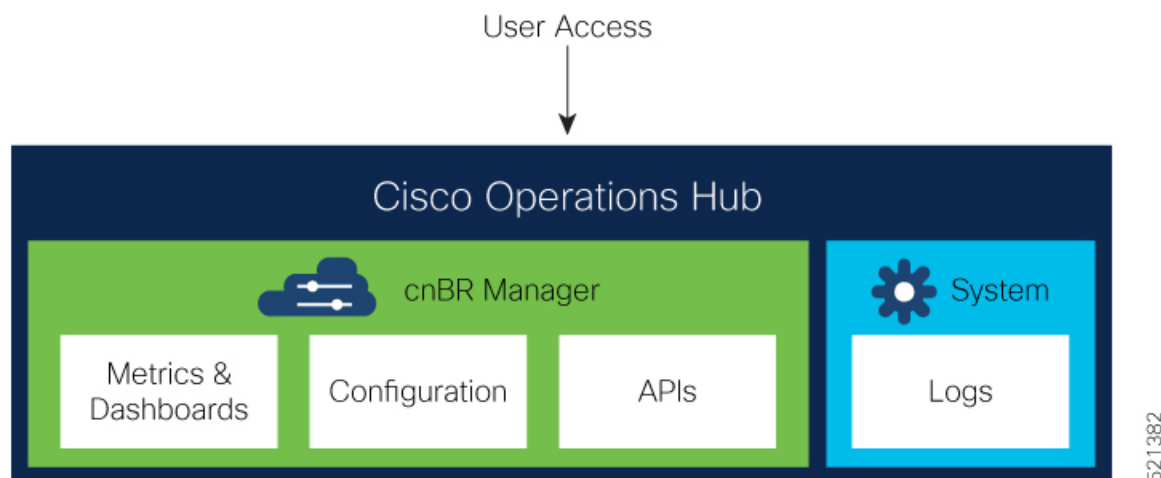 User Access
Cisco Operations Hub
cnBR Manager
System
Metrics &
Dashboards
Configuration
APIs
Logs
521382